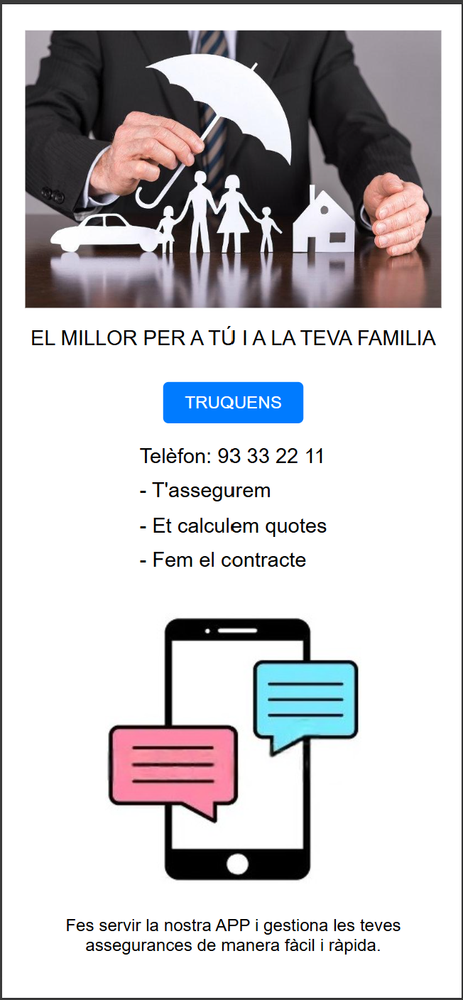 EL MILLOR PER A TÚ I A LA TEVA FAMILIA
TRUQUENS
Telèfon: 93 33 22 11
- T'assegurem
- Et calculem quotes
- Fem el contracte
Fes servir la nostra APP i gestiona les teves
assegurances de manera fàcil i ràpida.